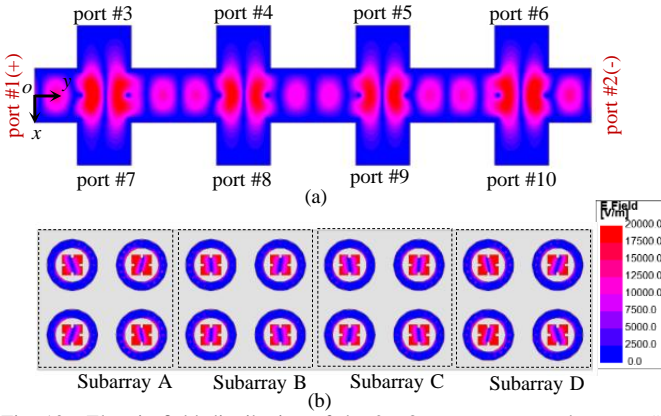 (a)
port #3 port #4 port #5 port #6
port #1(+)
o y
x
port #2(-)
port #7 port #8 port #9 port #10
(a)
E Field
[V/m]
20000.0
17500.0
15000.0
12500.0
10000.0
7500.0
5000.0
2500.0
0.0
Subarray A Subarray B Subarray C Subarray D
(b)